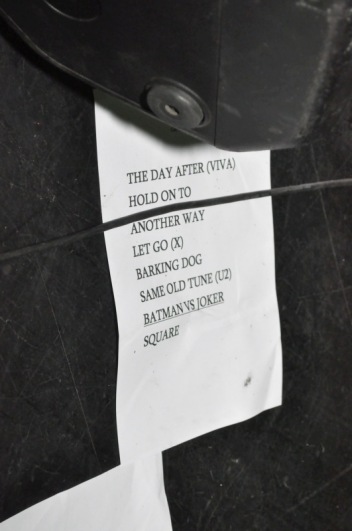 THE DAY AFTER (VIVA)
HOLD ON TO
ANOTHER WAY
LET GO (X)
BARKING DOG
SAME OLD TUNE (U2)
BATMAN VS JOKER
SQUARE